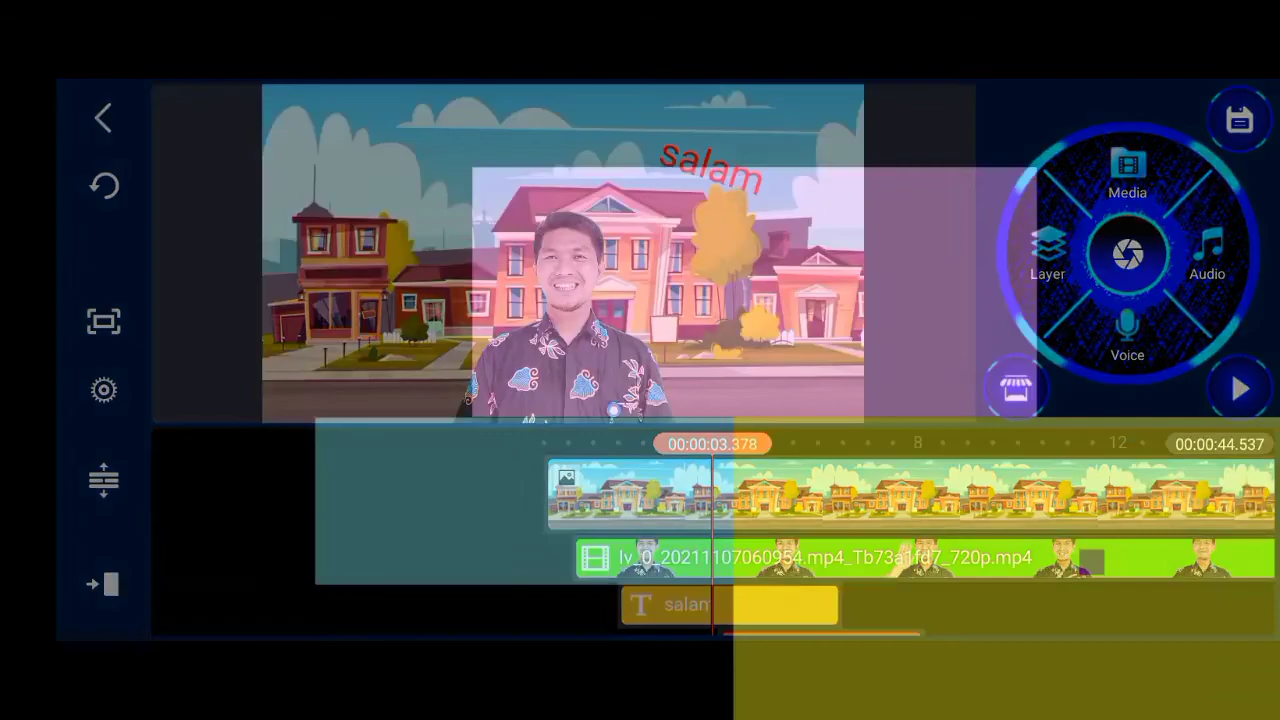 salam
Media
Layer
Audio
Voice
00:00:03.378
8
12
00:00:44.537
lv_0_20211107060954.mp4_Tb73a1fd7_720p.mp4
T salam